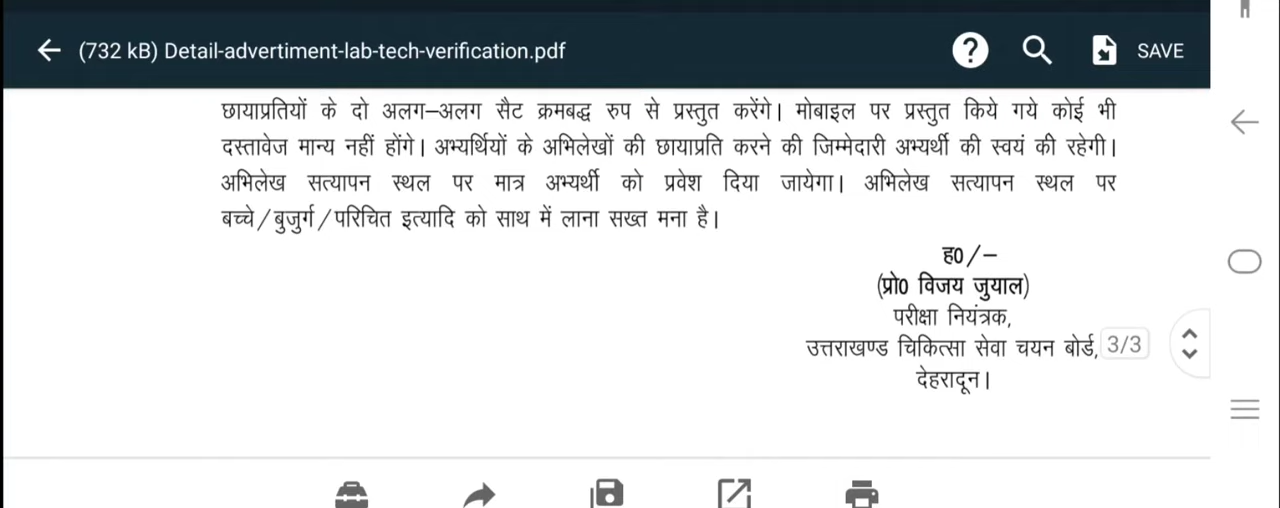 (732 kB) Detail-advertiment-lab-tech-verification.pdf
SAVE
छायाप्रतियों के दो अलग–अलग सैट क्रमबद्ध रुप से प्रस्तुत करेंगे। मोबाइल पर प्रस्तुत किये गये कोई भी
दस्तावेज मान्य नहीं होंगे। अभ्यर्थियों के अभिलेखों की छायाप्रति करने की जिम्मेदारी अभ्यर्थी की स्वयं की रहेगी।
अभिलेख सत्यापन स्थल पर मात्र अभ्यर्थी को प्रवेश दिया जायेगा। अभिलेख सत्यापन स्थल पर
बच्चे/बुजुर्ग/परिचित इत्यादि को साथ में लाना सख्त मना है।
ह0/–
(प्रो0 विजय जुयाल)
परीक्षा नियंत्रक,
उत्तराखण्ड चिकित्सा सेवा चयन बोर्ड,
3/3
देहरादून।